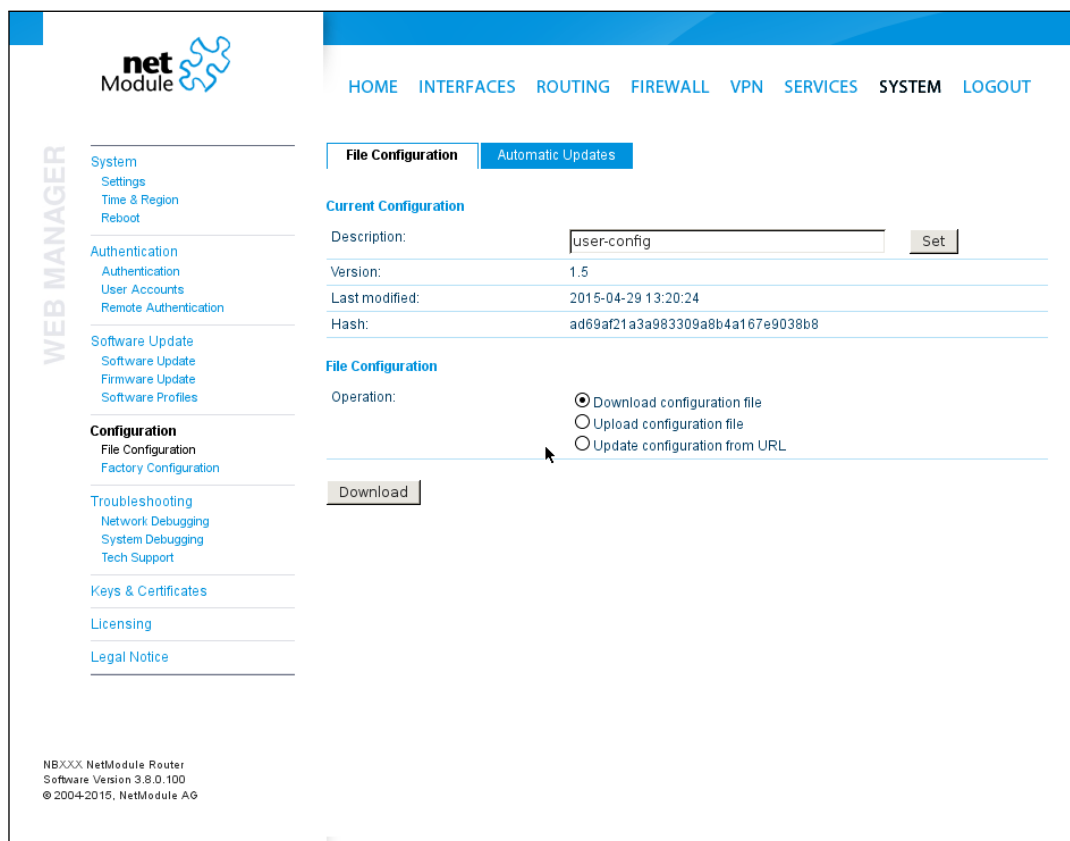 net
Module
HOME INTERFACES ROUTING FIREWALL VPN SERVICES SYSTEM LOGOUT
WEB MANAGER
System
Settings
Time & Region
Reboot
Authentication
Authentication
User Accounts
Remote Authentication
Software Update
Software Update
Firmware Update
Software Profiles
Configuration
File Configuration
Factory Configuration
Troubleshooting
Network Debugging
System Debugging
Tech Support
Keys & Certificates
Licensing
Legal Notice
File Configuration Automatic Updates
Current Configuration
Description: user-config Set
Version: 1.5
Last modified: 2015-04-29 13:20:24
Hash: ad69af21a3a983309a8b4a167e9038b8
File Configuration
Operation: Download configuration file
Upload configuration file
Update configuration from URL
Download
NBXXX NetModule Router
Software Version 3.8.0.100
© 2004-2015, NetModule AG